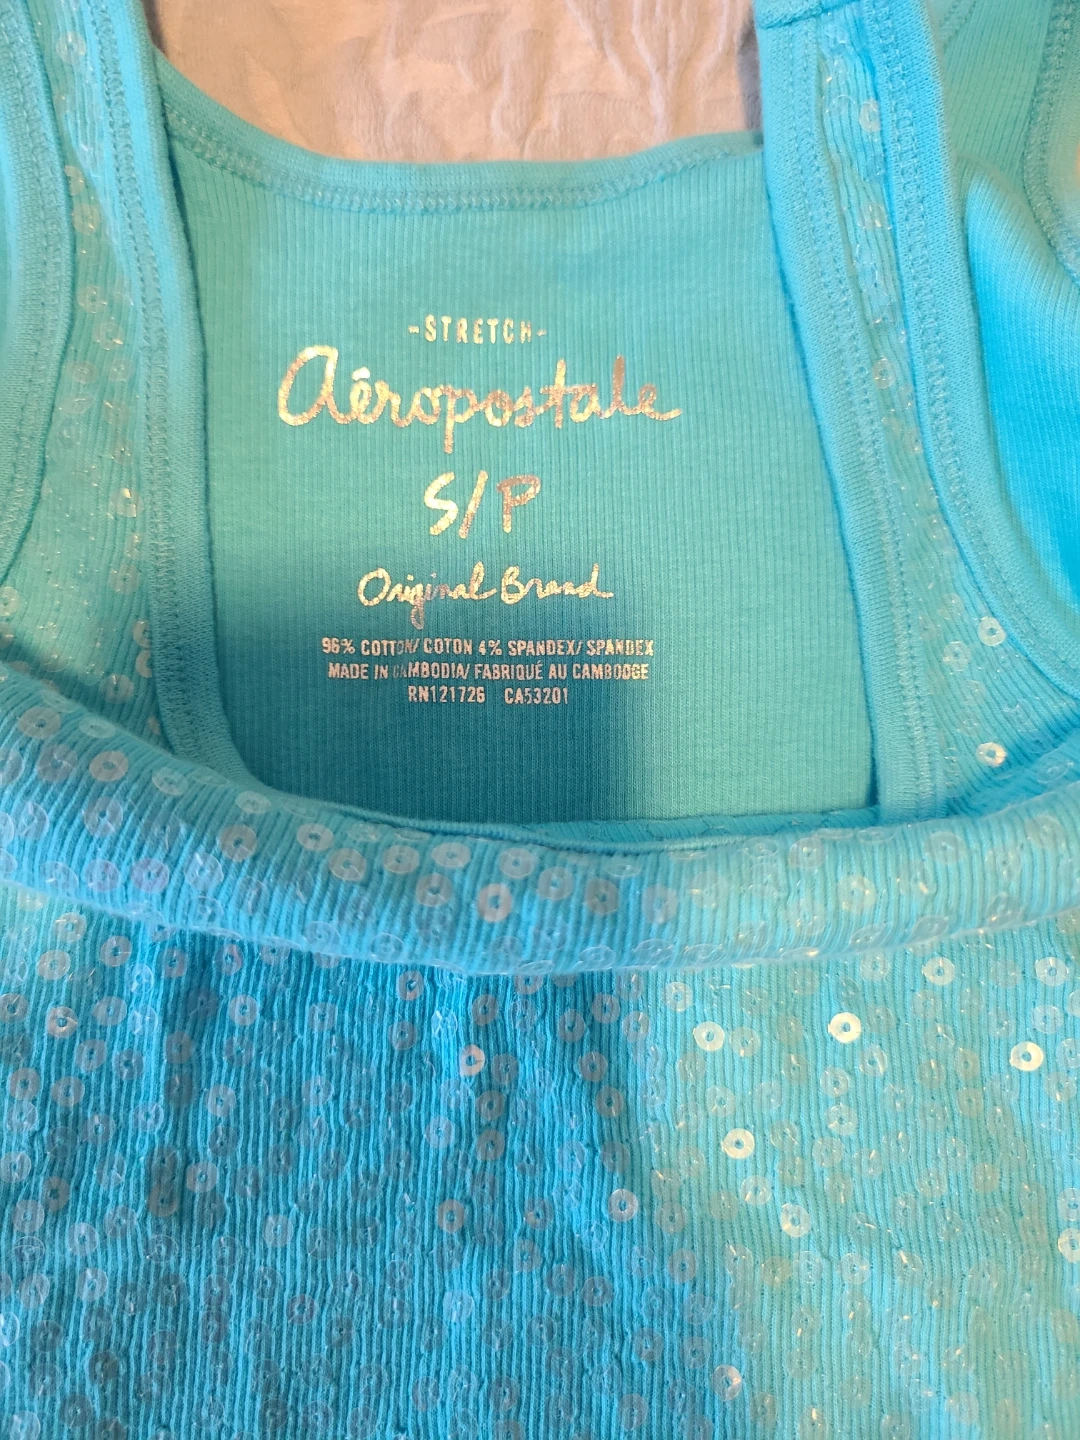 -STRETCH-
Aéropostale
S/P
Original Brand
96% COTTON/ COTON 4% SPANDEX/ SPANDEX
MADE IN CAMBODIA/ FABRIQUÉ AU CAMBODGE
RN121726 CA53201